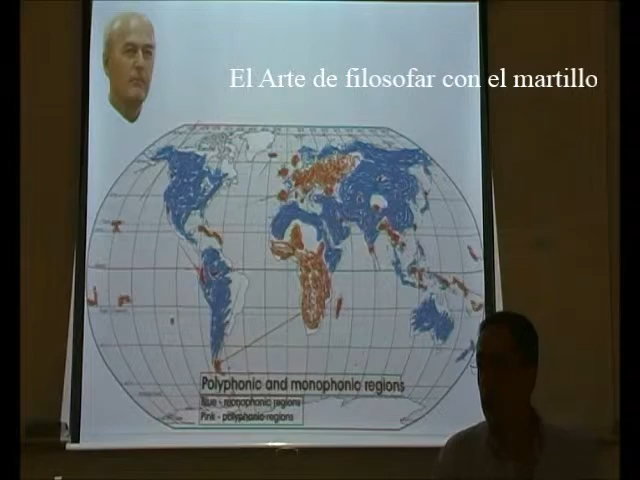 El Arte de filosofar con el martillo
Polyphonic and monophonic regions
Blue - monophonic regions
Pink - polyphonic regions